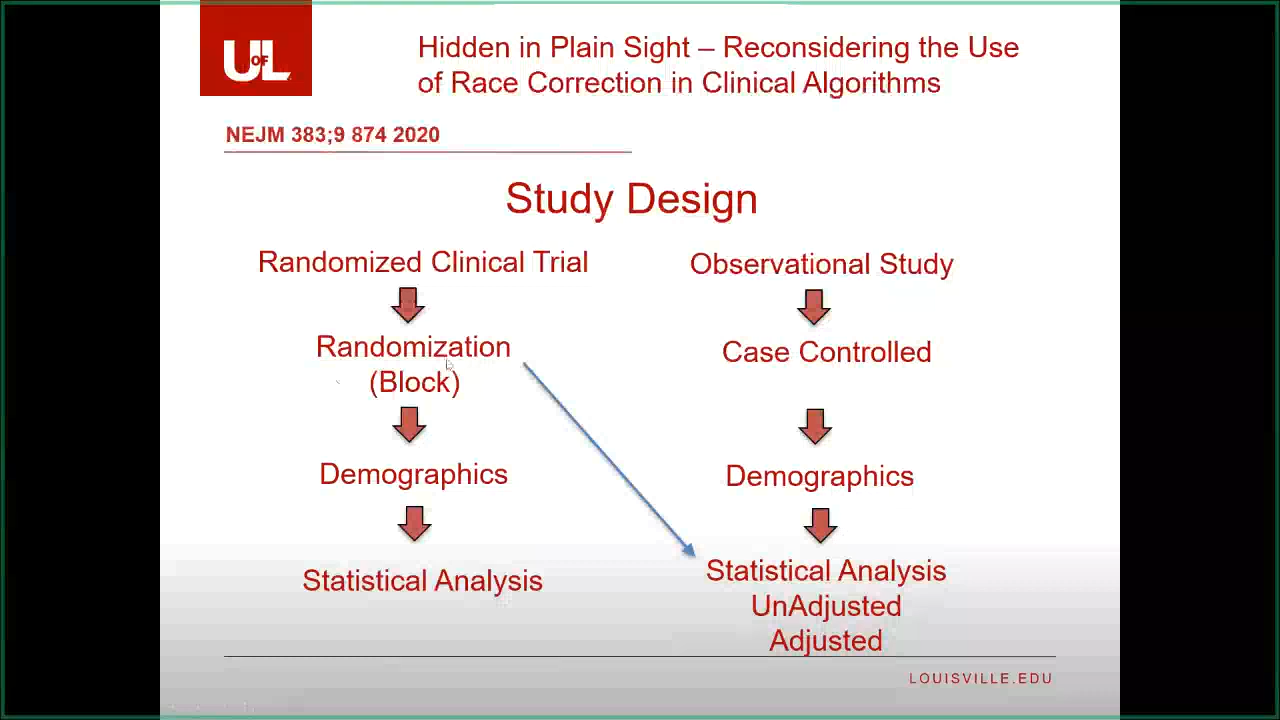 UofL
Hidden in Plain Sight – Reconsidering the Use
of Race Correction in Clinical Algorithms
NEJM 383;9 874 2020
Study Design
Randomized Clinical Trial
Observational Study
Randomization
(Block)
Case Controlled
Demographics
Demographics
Statistical Analysis
Statistical Analysis
UnAdjusted
Adjusted
LOUISVILLE.EDU